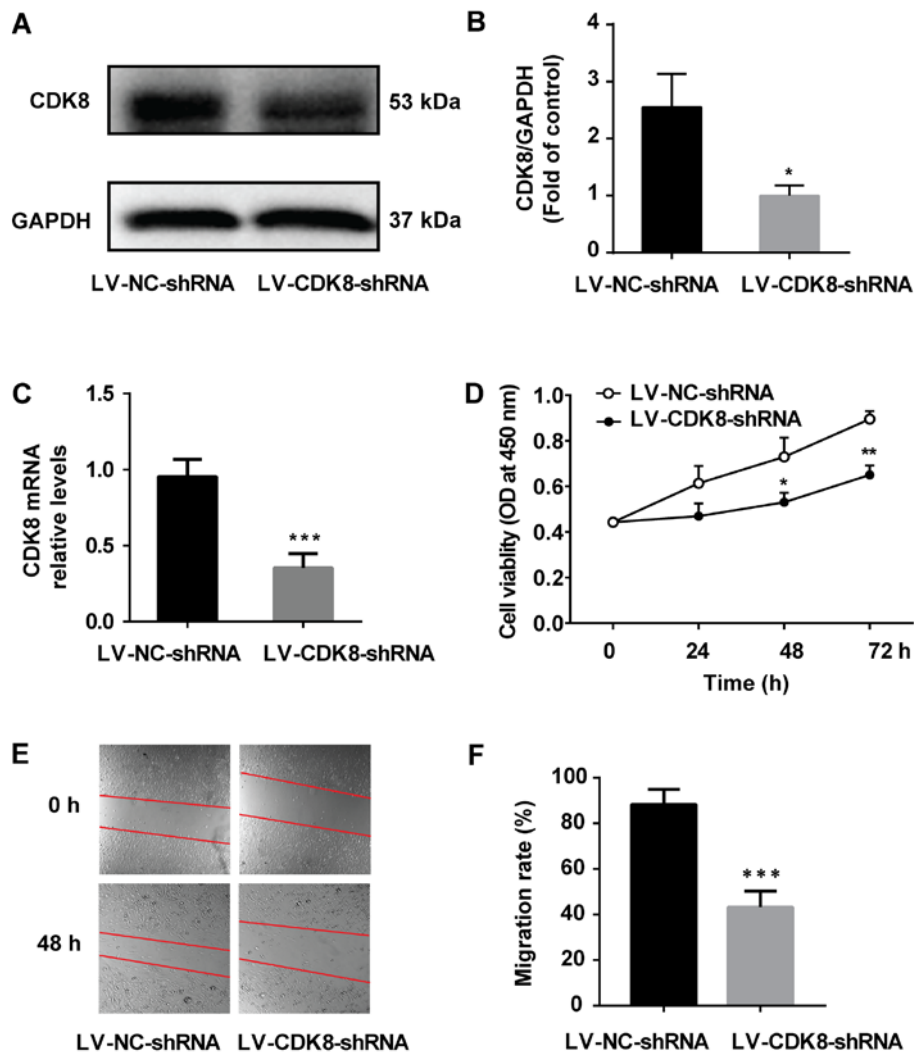 A
CDK8
53 kDa
GAPDH
37 kDa
LV-NC-shRNA LV-CDK8-shRNA
B
CDK8/GAPDH
(Fold of control)
4
3
2
1
0
*
LV-NC-shRNA LV-CDK8-shRNA
C
CDK8 mRNA
relative levels
1.5
1.0
0.5
0.0
***
LV-NC-shRNA LV-CDK8-shRNA
D
LV-NC-shRNA
LV-CDK8-shRNA
Cell viablity (OD at 450 nm)
1.0
0.8
0.6
0.4
0.2
0.0
*
**
0 24 48 72 h
Time (h)
E
0 h
48 h
LV-NC-shRNA LV-CDK8-shRNA
F
Migration rate (%)
100
80
60
40
20
0
***
LV-NC-shRNA LV-CDK8-shRNA